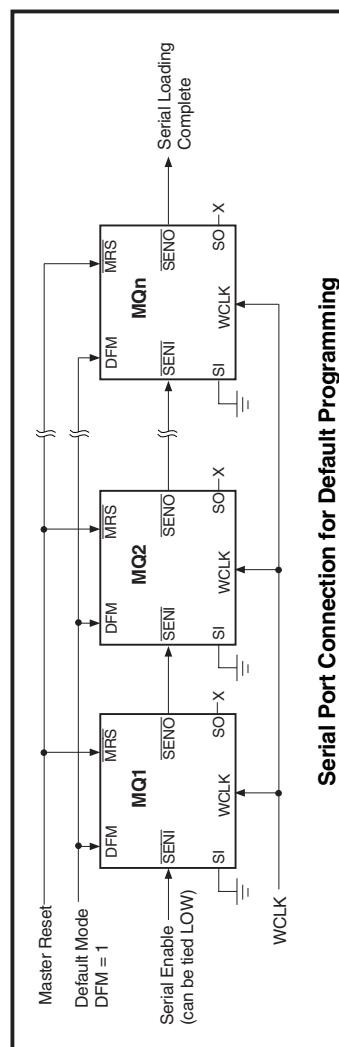 Master Reset
Default Mode
DFM = 1
Serial Enable
(can be tied LOW)
WCLK
DFM
MRS
MQ1
SENI
SENO
SI
WCLK
SO
X
DFM
MRS
MQ2
SENI
SENO
SI
WCLK
SO
X
DFM
MRS
MQn
SENI
SENO
SI
WCLK
SO
X
Serial Loading
Complete
Serial Port Connection for Default Programming